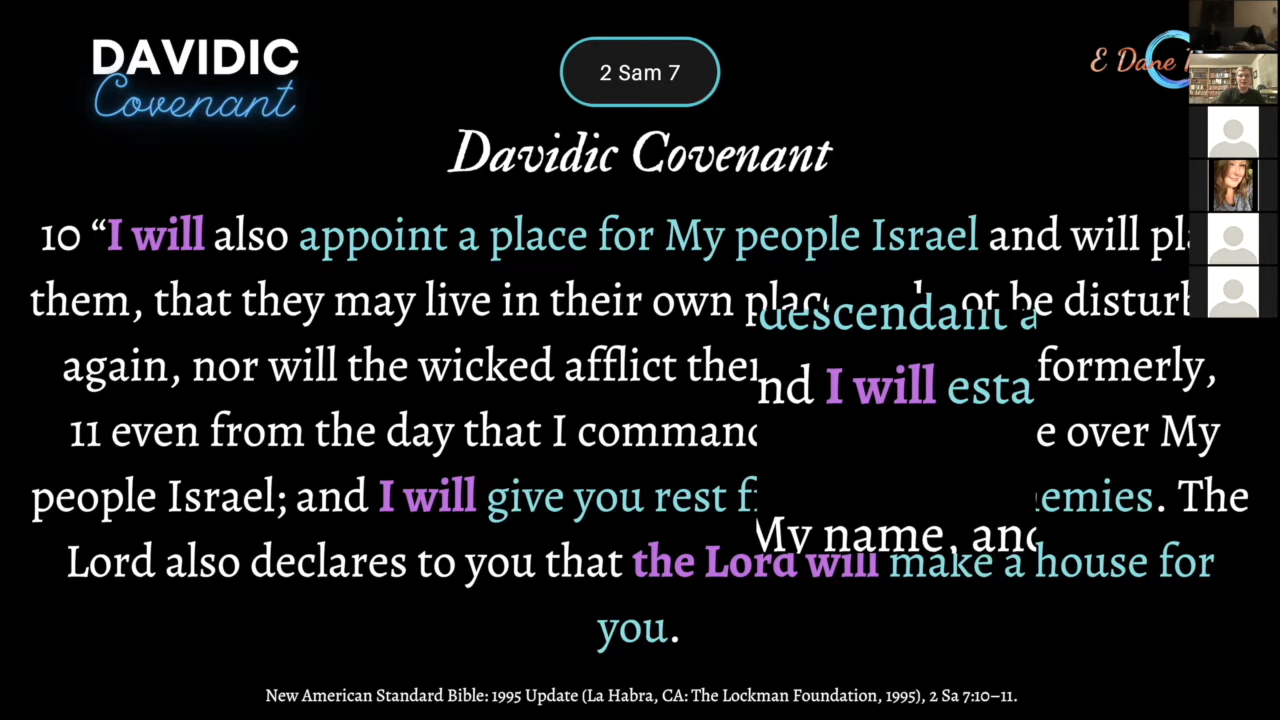 DAVIDIC
Covenant
2 Sam 7
E Dane
Davidic Covenant
10 “I will also appoint a place for My people Israel and will
them, that they may live in their own be
again, nor will the wicked afflict formerly,
descendant
nd I will esta
11 even from the day that I over My
people Israel; and I will give you rest emies. The
My name, and
Lord also declares to you that the Lord will make a house for
you.
New American Standard Bible: 1995 Update (La Habra, CA: The Lockman Foundation, 1995), 2 Sa 7:10–11.